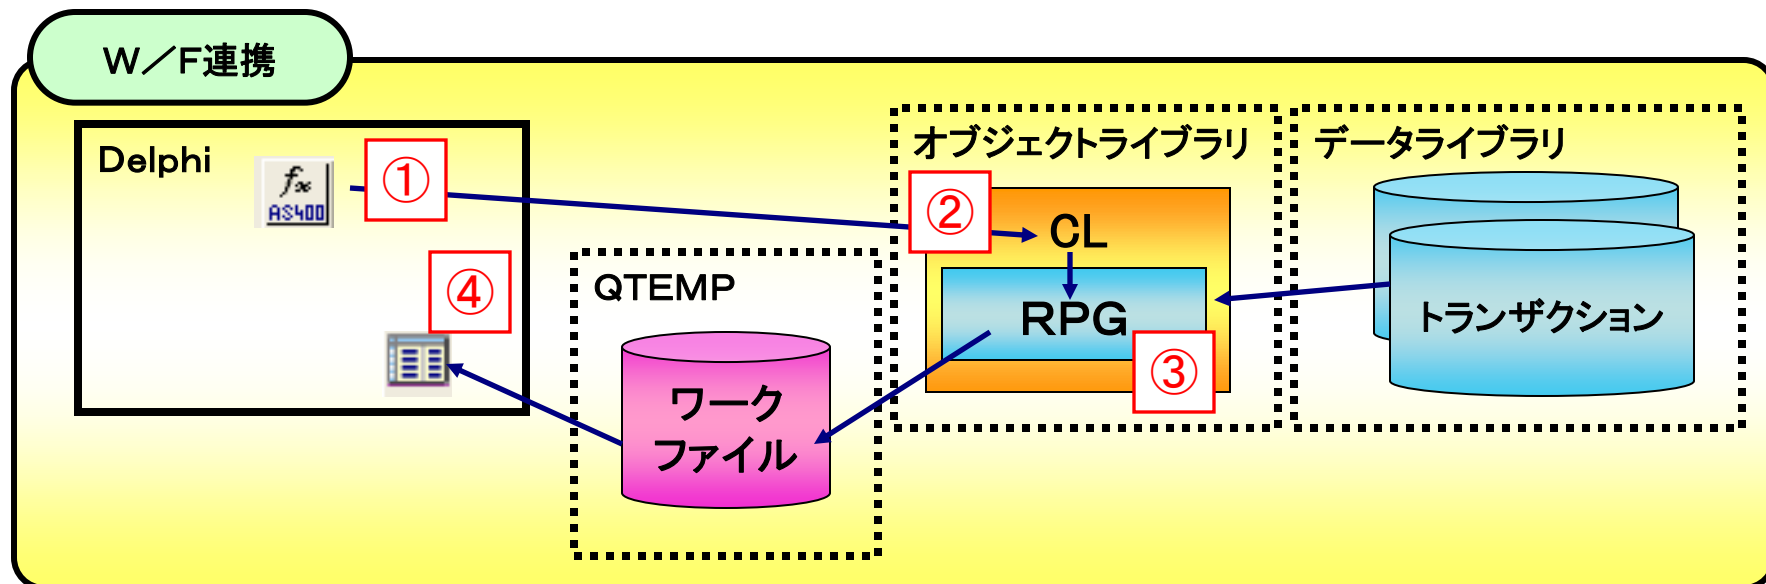 W/F連携
Delphi
fx
AS400
①
QTEMP
ワーク
ファイル
④
オブジェクトライブラリ
②
CL
RPG
③
データライブラリ
トランザクション